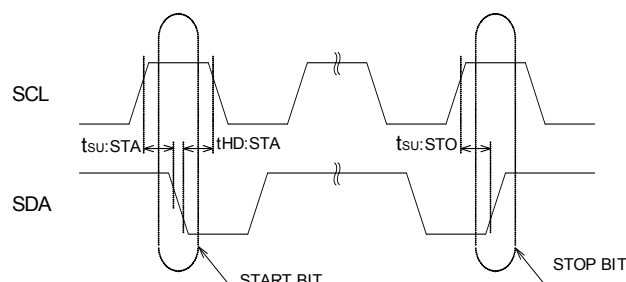 SCL
tSU:STA
tHD:STA
tSU:STO
SDA
START BIT
STOP BIT